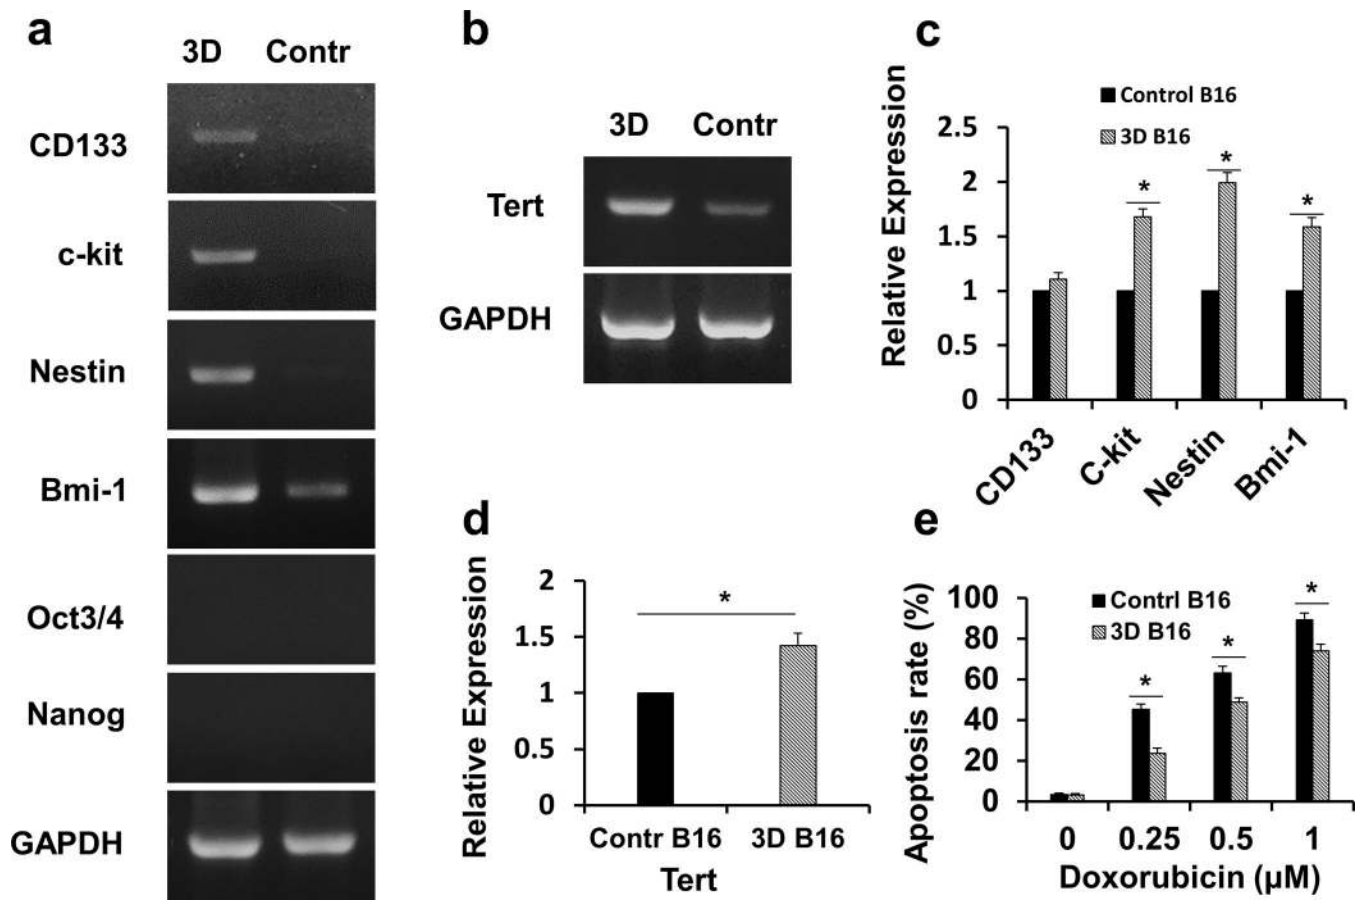 a
3D Contr
CD133
c-kit
Nestin
Bmi-1
Oct3/4
Nanog
GAPDH
b
3D Contr
Tert
GAPDH
c
Control B16
3D B16
Relative Expression
2.5
2
1.5
1
0.5
0
*
*
*
CD133
C-kit
Nestin
Bmi-1
d
Relative Expression
2
1.5
1
0.5
0
*
Contr B16 3D B16
Tert
e
Contrl B16
3D B16
Apoptosis rate (%)
100
80
60
40
20
0
*
*
*
0 0.25 0.5 1
Doxorubicin (μM)